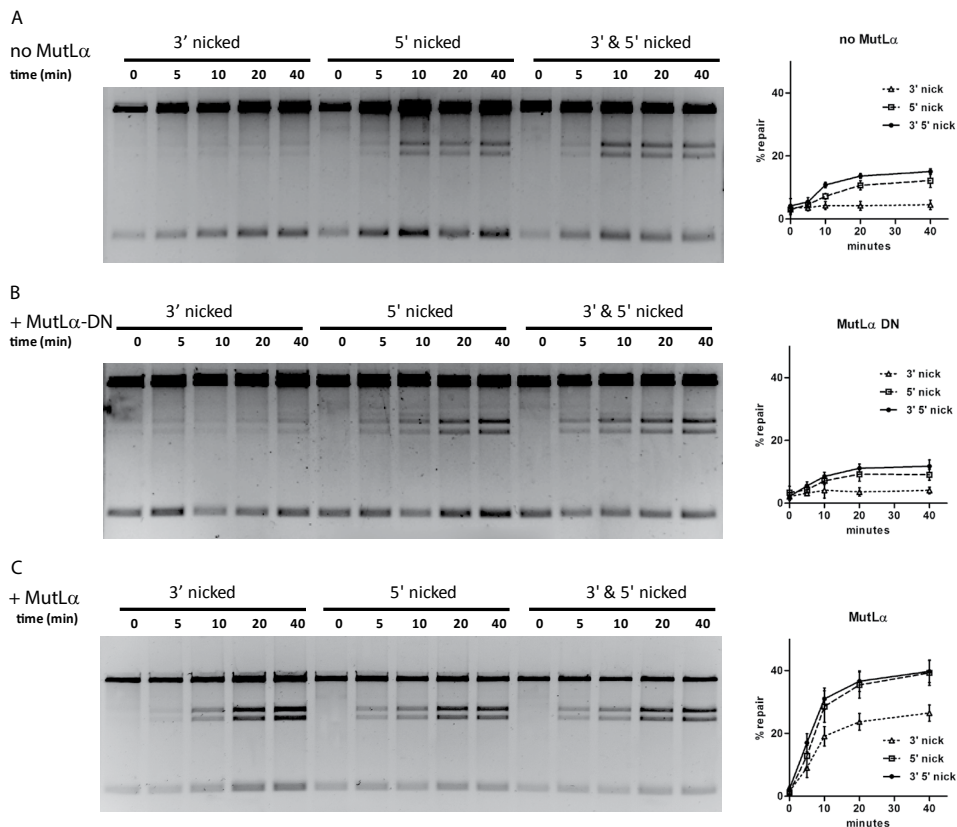 A
no MutLα
3’ nicked 5' nicked 3' & 5' nicked
time (min) 0 5 10 20 40 0 5 10 20 40 0 5 10 20 40
no MutLα
40
20
0
% repair
3' nick
5' nick
3' 5' nick
0 10 20 30 40
minutes
B
+ MutLα-DN
3’ nicked 5' nicked 3' & 5' nicked
time (min) 0 5 10 20 40 0 5 10 20 40 0 5 10 20 40
MutLα DN
40
20
0
% repair
3' nick
5' nick
3' 5' nick
0 10 20 30 40
minutes
C
+ MutLα
3’ nicked 5' nicked 3' & 5' nicked
time (min) 0 5 10 20 40 0 5 10 20 40 0 5 10 20 40
MutLα
40
20
0
% repair
3' nick
5' nick
3' 5' nick
0 10 20 30 40
minutes